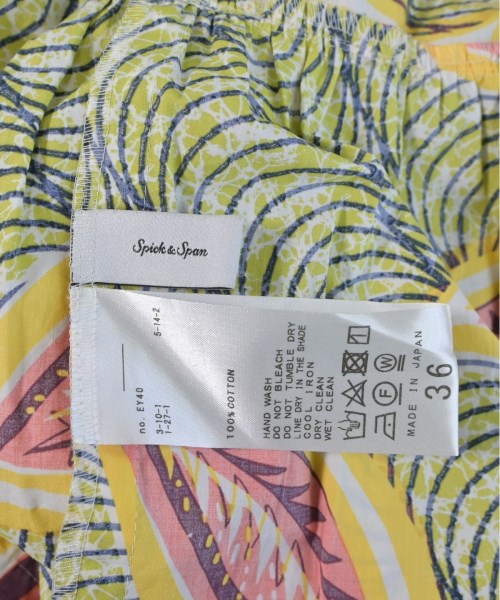 Spick & Span
no. EY40
3-10-1 5-14-2
1-27-1
100% COTTON
HAND WASH
DO NOT BLEACH
DO NOT TUMBLE DRY
LINE DRY IN THE SHADE
COOL IRON
DRY CLEAN
WET CLEAN
F W
MADE IN JAPAN
36